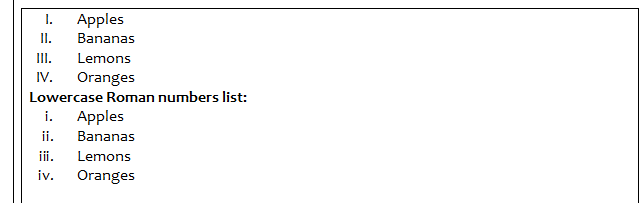 I. Apples
II. Bananas
III. Lemons
IV. Oranges
Lowercase Roman numbers list:
i. Apples
ii. Bananas
iii. Lemons
iv. Oranges